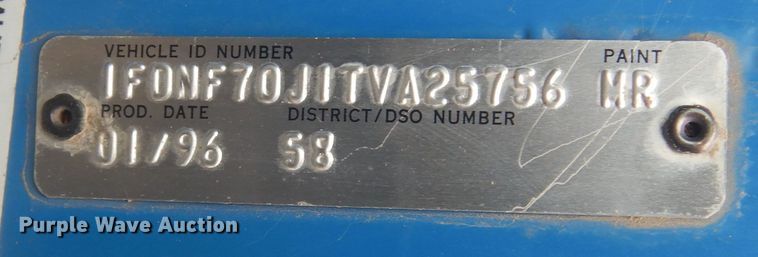 VEHICLE ID NUMBER PAINT
1FDNF70J1TVA25756 MR
PROD. DATE DISTRICT/DSO NUMBER
01/96 58
Purple Wave Auction